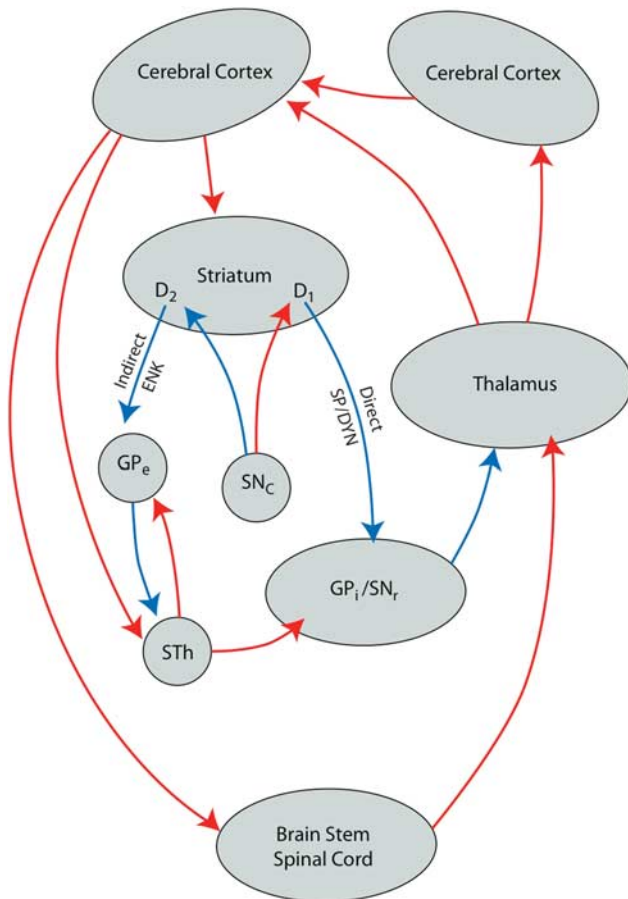 Cerebral Cortex
Cerebral Cortex
Striatum
D₂
D₁
Indirect
ENK
Direct
SP/DYN
Thalamus
GPₑ
SN_C
GPᵢ/SNᵣ
STh
Brain Stem
Spinal Cord